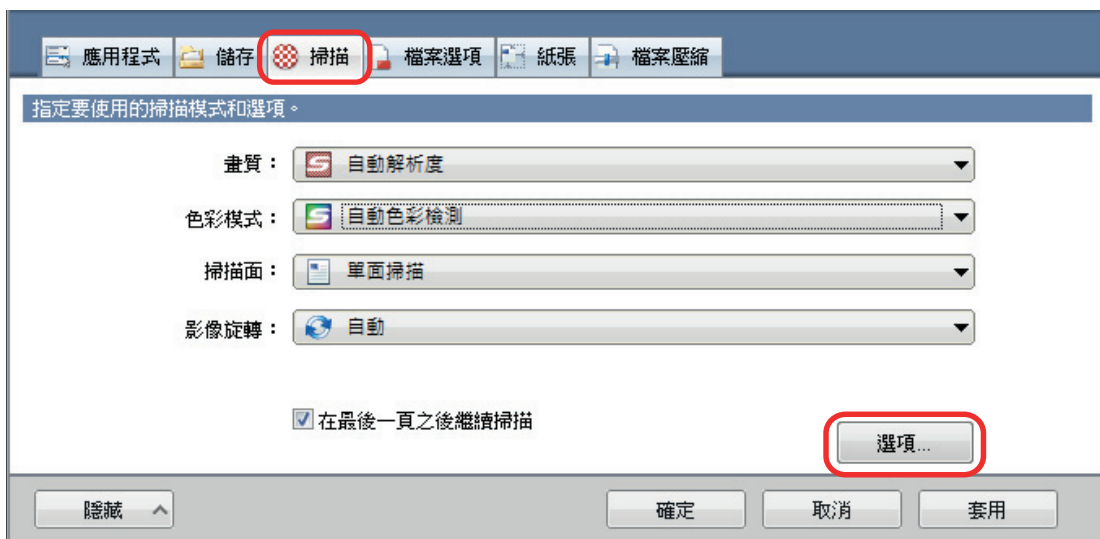 應用程式 儲存 掃描 檔案選項 紙張 檔案壓縮
指定要使用的掃描模式和選項。
畫質： 自動解析度
色彩模式： 自動色彩檢測
掃描面： 單面掃描
影像旋轉： 自動
在最後一頁之後繼續掃描
選項...
隱藏 確定 取消 套用